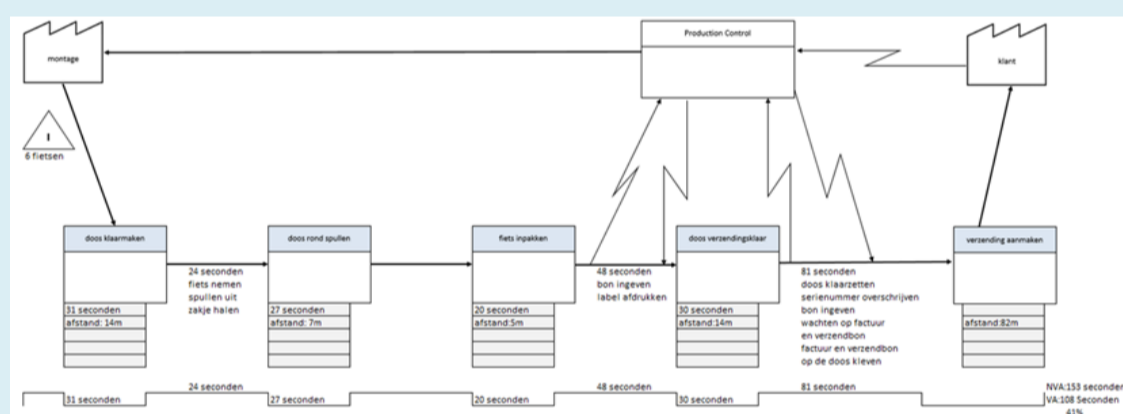 Production Control
montage
klant
I
6 fietsen
doos klaarmaken
31 seconden
afstand: 14m
24 seconden
fiets nemen
spullen uit
zakje halen
doos rond spullen
27 seconden
afstand: 7m
fiets inpakken
20 seconden
afstand:5m
48 seconden
bon ingeven
label afdrukken
doos verzendingsklaar
30 seconden
afstand:14m
81 seconden
doos klaarzetten
serienummer overschrijven
bon ingeven
wachten op factuur
en verzendbon
factuur en verzendbon
op de doos kleven
verzending aanmaken
afstand:82m
31 seconden
24 seconden
27 seconden
20 seconden
48 seconden
30 seconden
81 seconden
NVA:153 seconden
VA:108 Seconden
41%